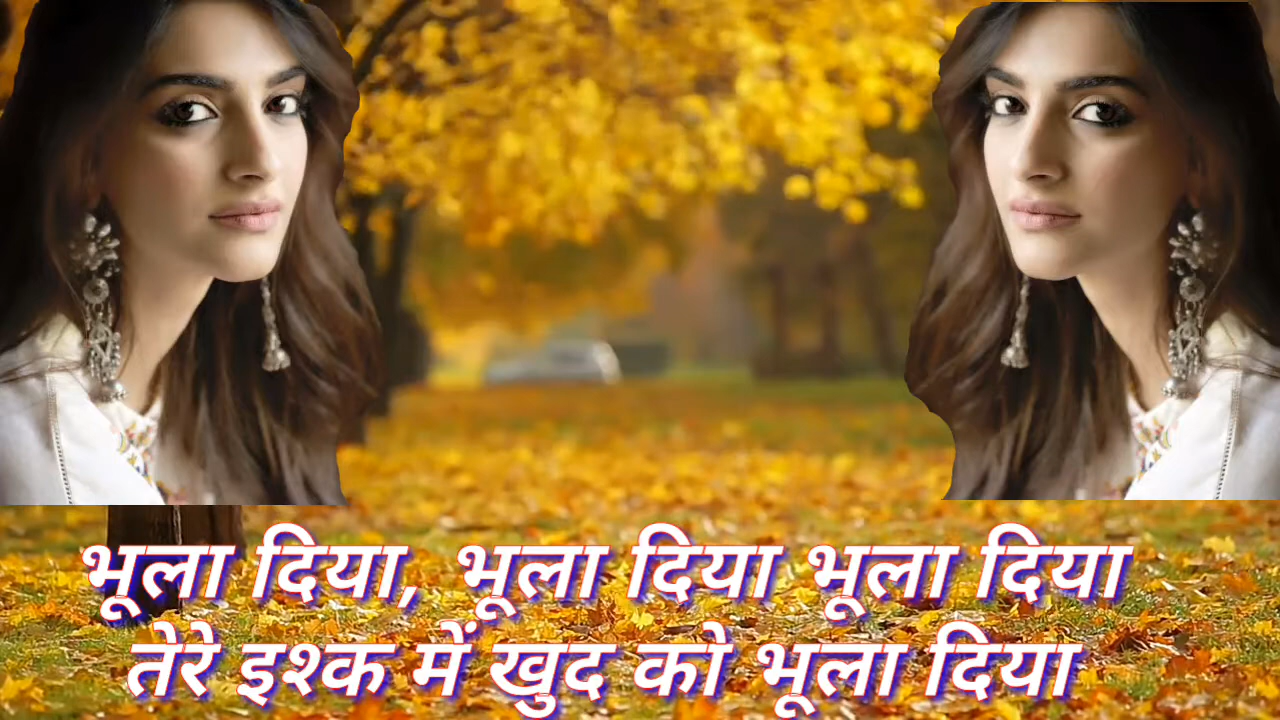 भूला दिया, भूला दिया भूला दिया
तेरे इश्क में खुद को भूला दिया